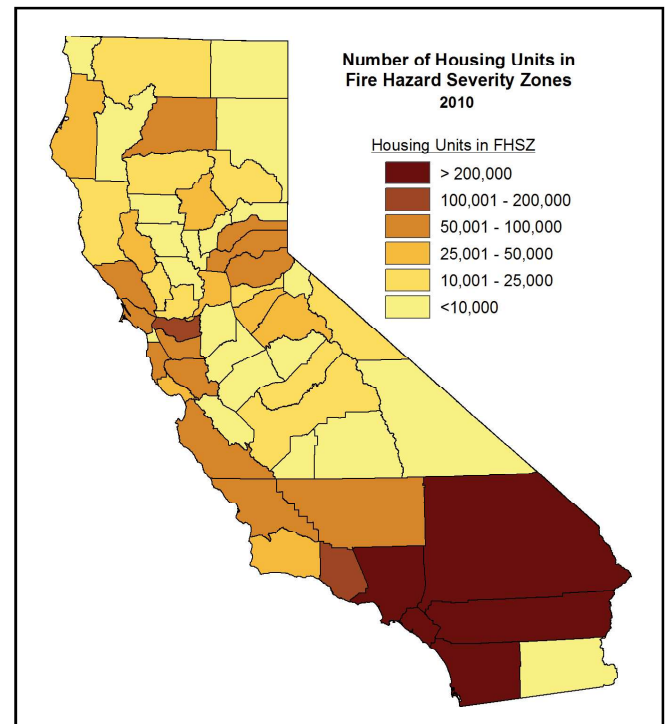 Number of Housing Units in
Fire Hazard Severity Zones
2010
Housing Units in FHSZ
> 200,000
100,001 - 200,000
50,001 - 100,000
25,001 - 50,000
10,001 - 25,000
<10,000